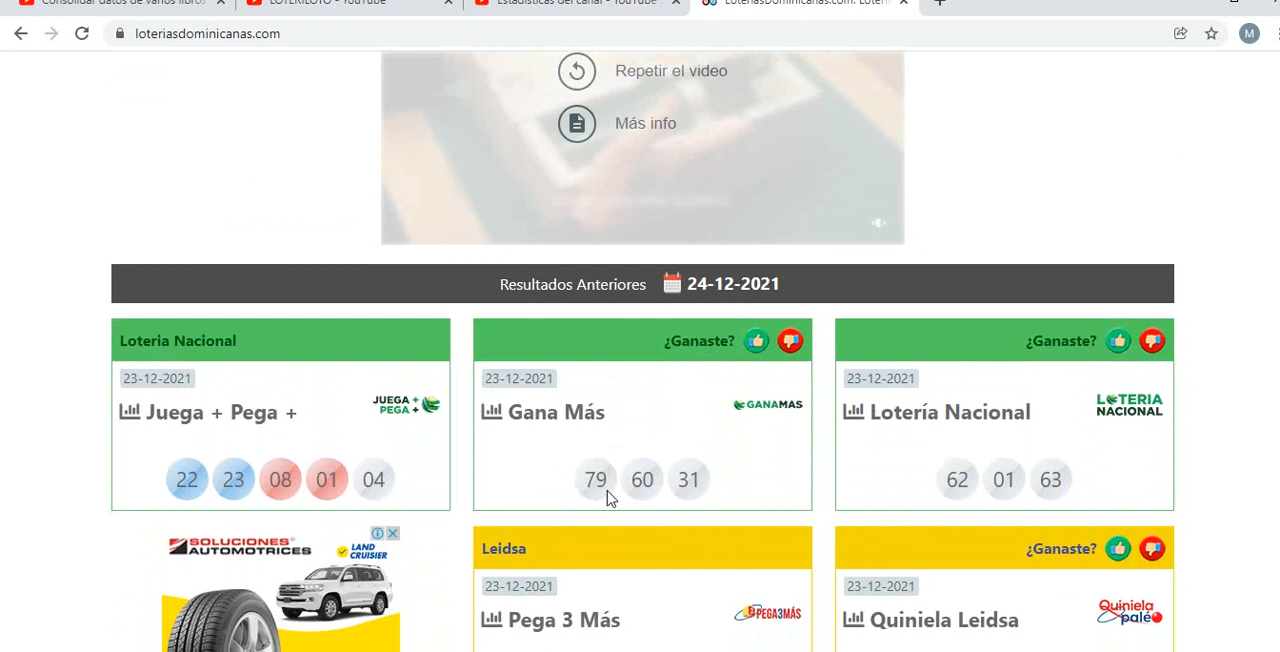 Consolidar datos de varios libros
LOTERILOTO - YouTube
Estadísticas del canal - YouTube
LoteriasDominicanas.com: Loteri
loteriasdominicanas.com
M
Repetir el video
Más info
Resultados Anteriores 24-12-2021
Loteria Nacional
23-12-2021
Juega + Pega +
JUEGA +
PEGA +
22 23 08 01 04
¿Ganaste?
23-12-2021
Gana Más
GANAMAS
79 60 31
¿Ganaste?
23-12-2021
Lotería Nacional
LOTERIA
NACIONAL
62 01 63
SOLUCIONES
AUTOMOTRICES
LAND
CRUISIER
Leidsa
23-12-2021
Pega 3 Más
PEGA3MÁS
¿Ganaste?
23-12-2021
Quiniela Leidsa
Quiniela
palé